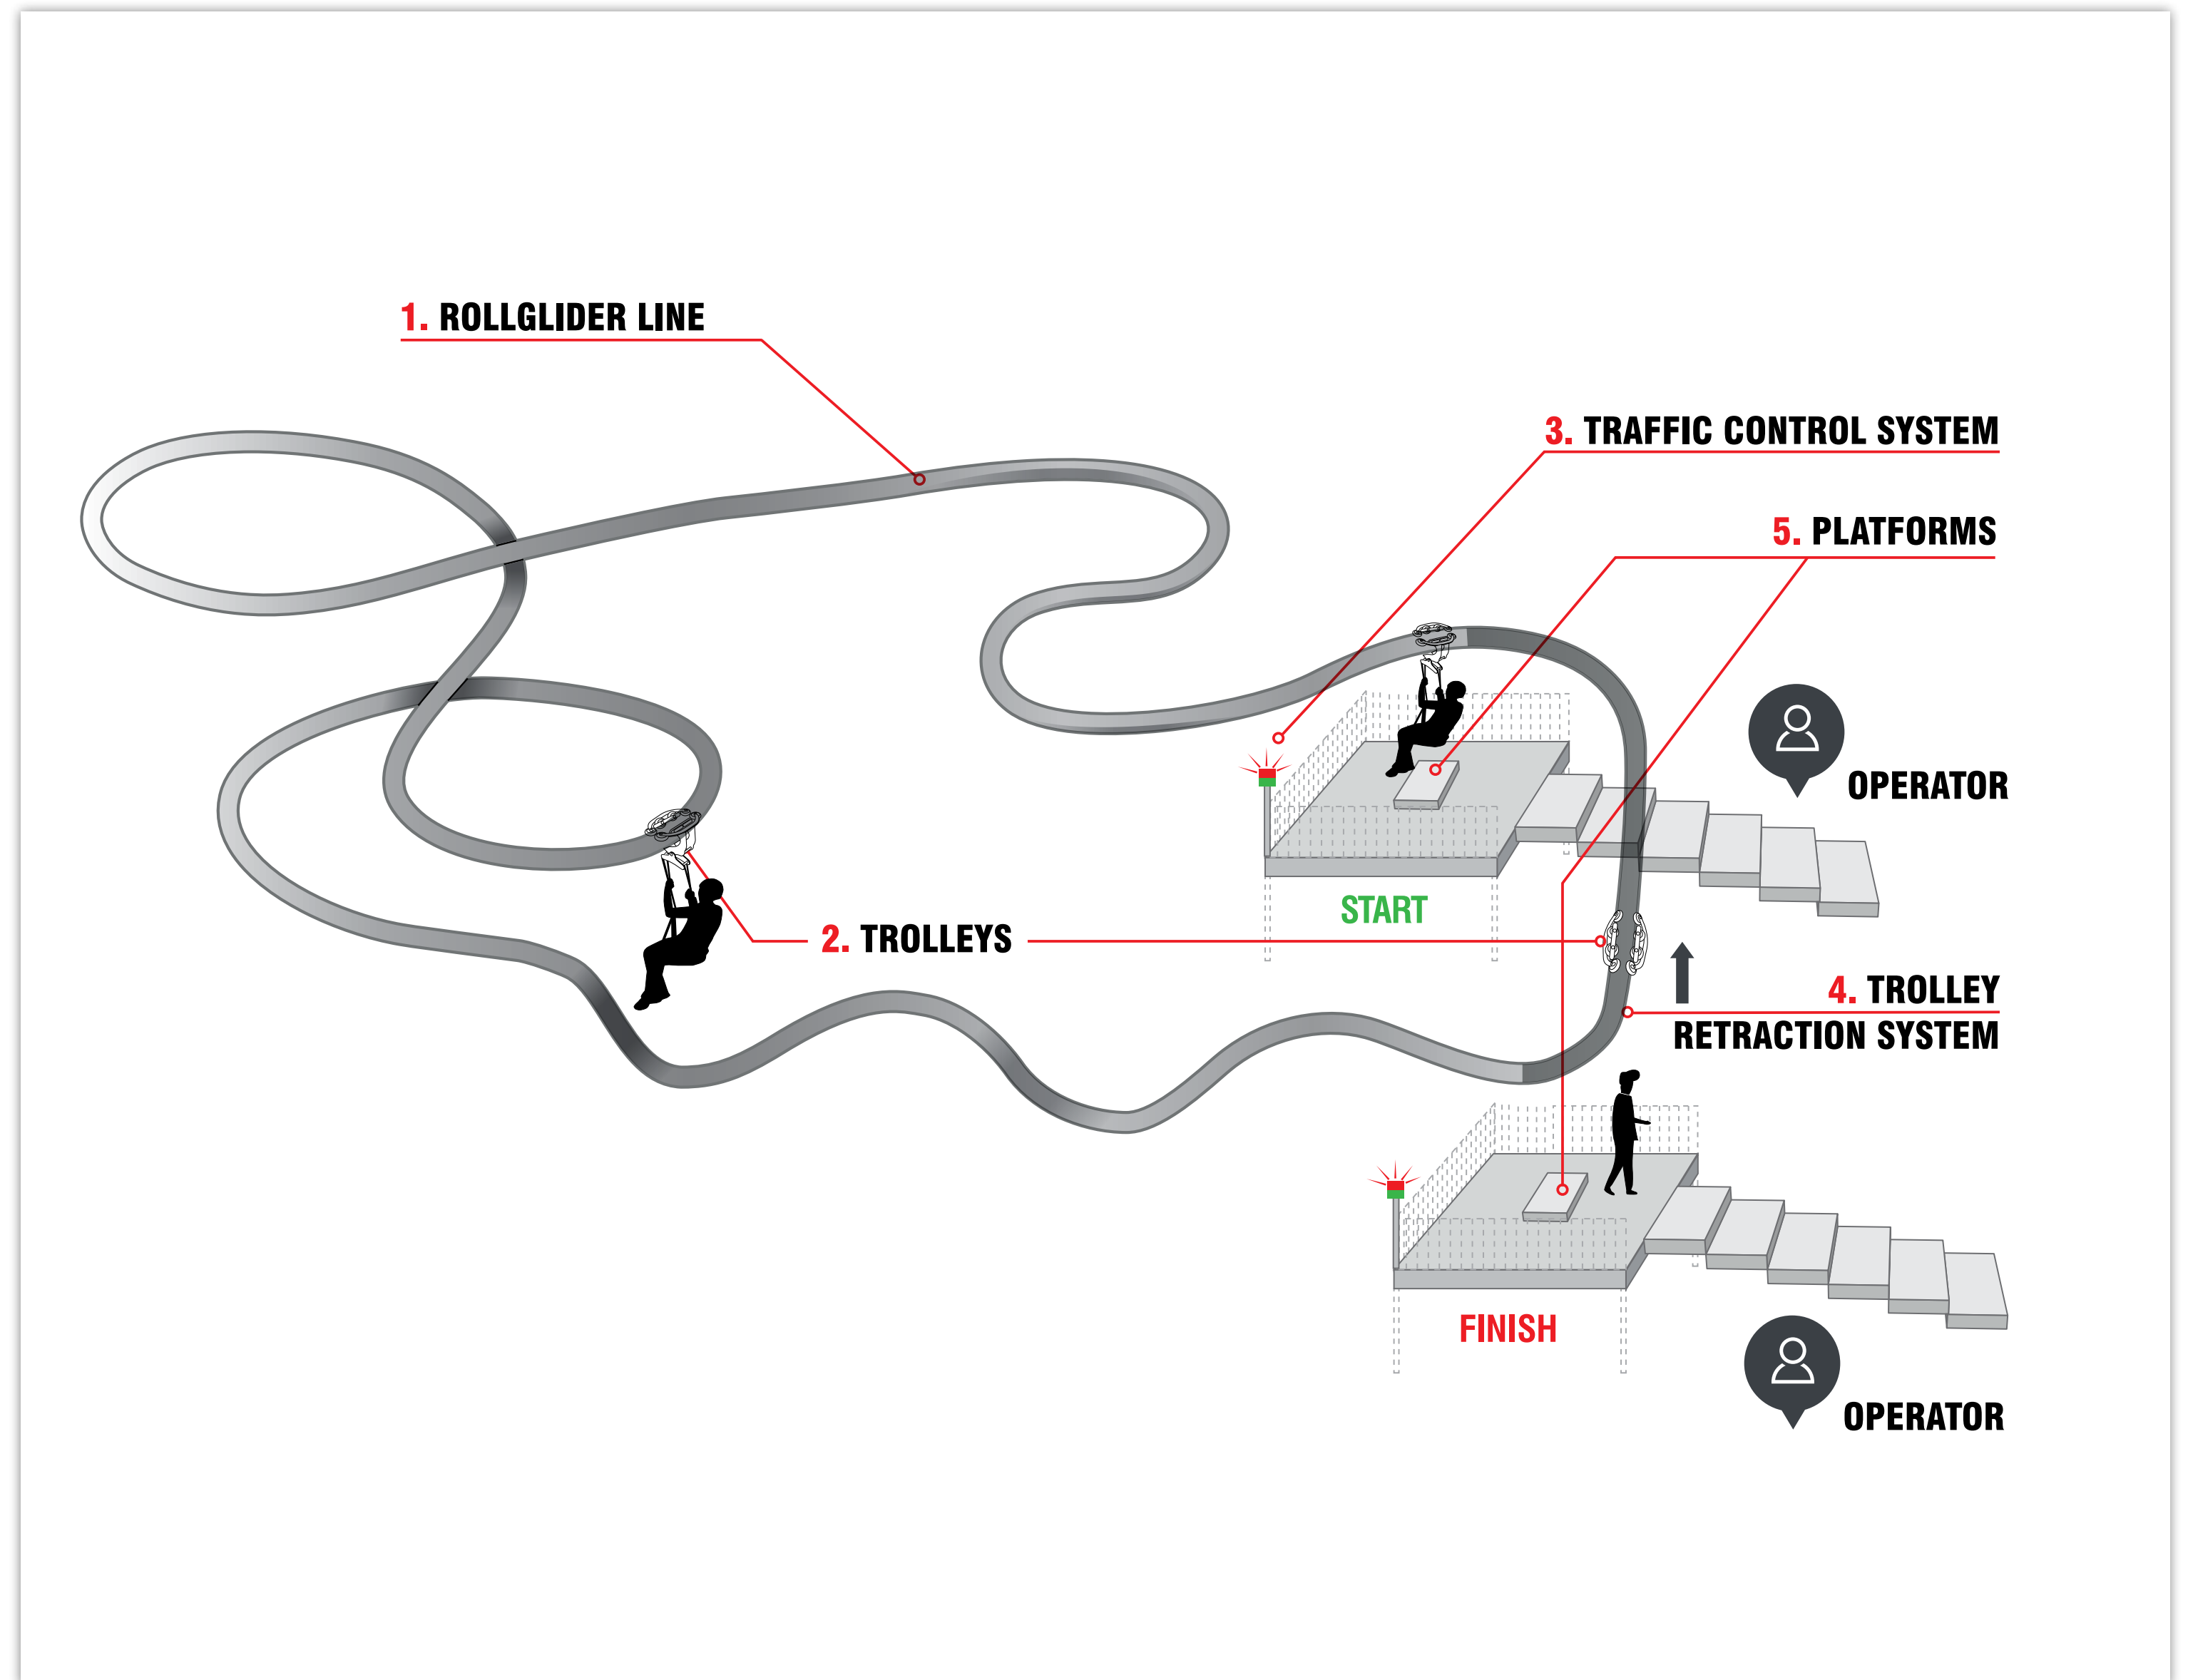 1. ROLLGLIDER LINE
3. TRAFFIC CONTROL SYSTEM
5. PLATFORMS
OPERATOR
START
2. TROLLEYS
4. TROLLEY
RETRACTION SYSTEM
FINISH
OPERATOR